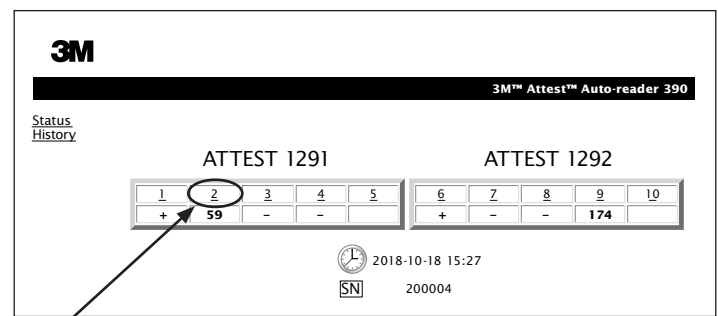 3M
3M™ Attest™ Auto-reader 390
Status
History
ATTEST 1291 ATTEST 1292
1 2 3 4 5 6 7 8 9 10
+ 59 – – + – – 174
2018-10-18 15:27
SN 200004